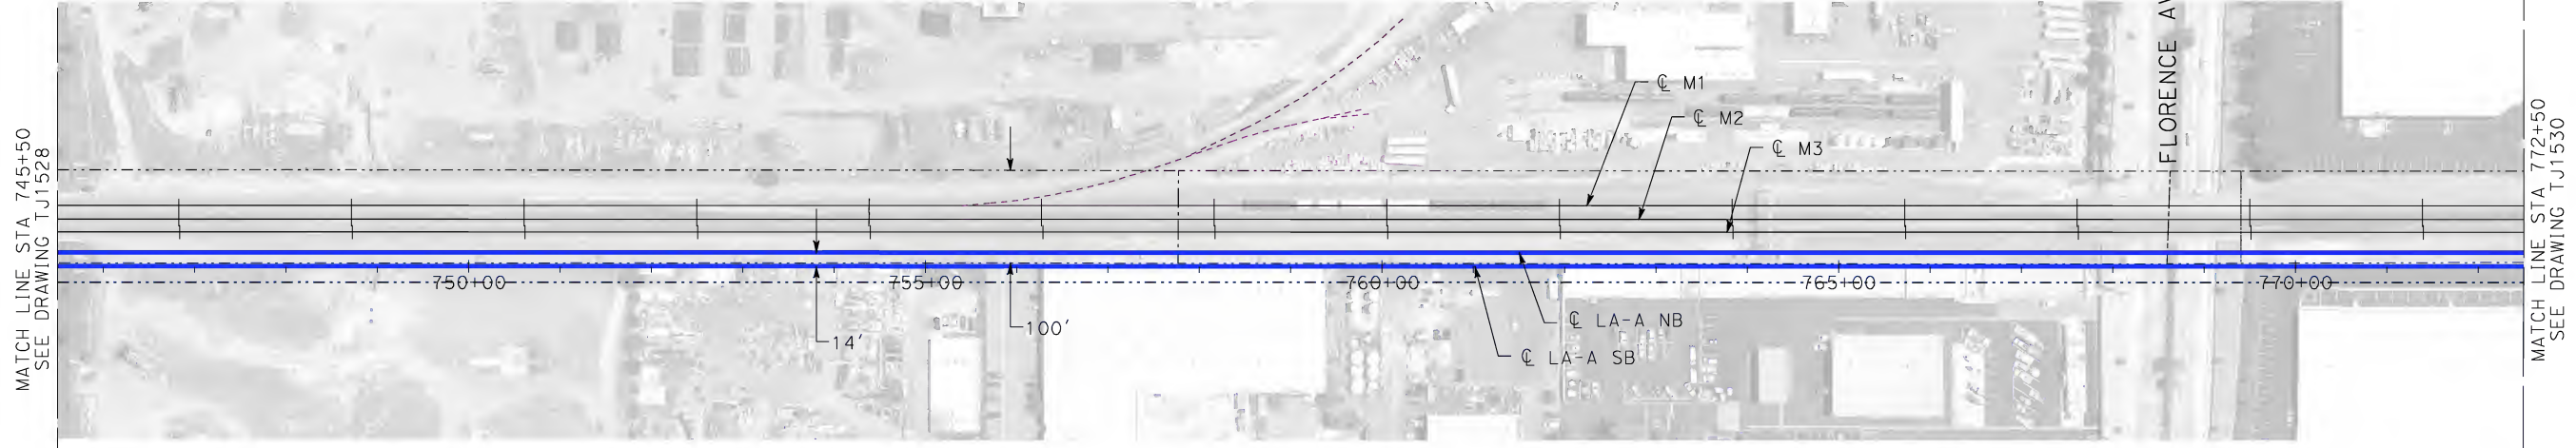 MATCH LINE STA 745+50
SEE DRAWING TJ1528
FLORENCE AV
℄ M1
℄ M2
℄ M3
750+00
755+00
760+00
765+00
770+00
14'
100'
℄ LA-A NB
℄ LA-A SB
MATCH LINE STA 772+50
SEE DRAWING TJ1530